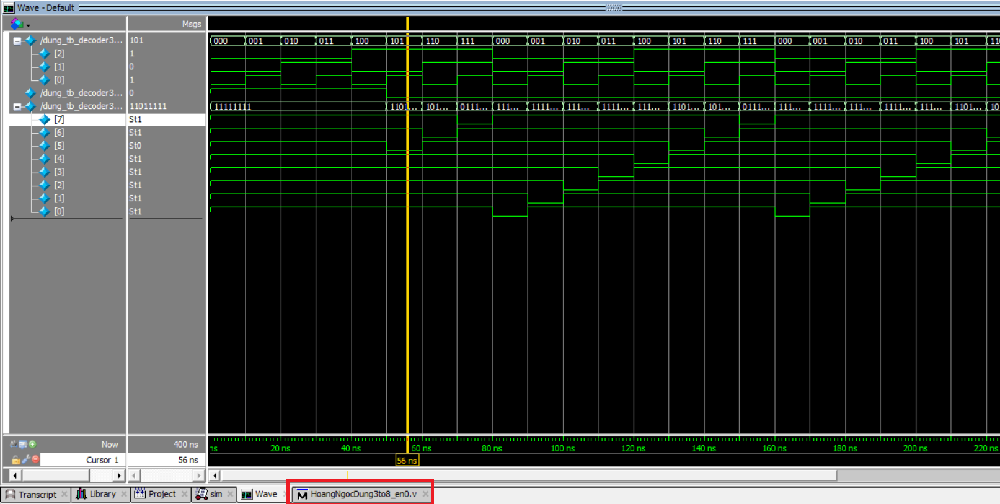 Wave - Default
Msgs
/dung_tb_decoder3... 101 000 001 010 011 100 101 110 111 000 001 010 011 100 101 110 111 000 001 010 011 100 101 11
[2] 1
[1] 0
[0] 1
/dung_tb_decoder3... 0
/dung_tb_decoder3... 11011111 11111111 1101... 101... 0111... 111... 1111... 111... 1111... 111... 1101... 101... 0111... 111... 1111... 111... 1111... 111... 1101... 10
[7] St1
[6] St1
[5] St0
[4] St1
[3] St1
[2] St1
[1] St1
[0] St1
Now 400 ns ns 20 ns 40 ns 60 ns 80 ns 100 ns 120 ns 140 ns 160 ns 180 ns 200 ns 220 ns
Cursor 1 56 ns 56 ns
Transcript Library Project sim Wave HoangNgocDung3to8_en0.v